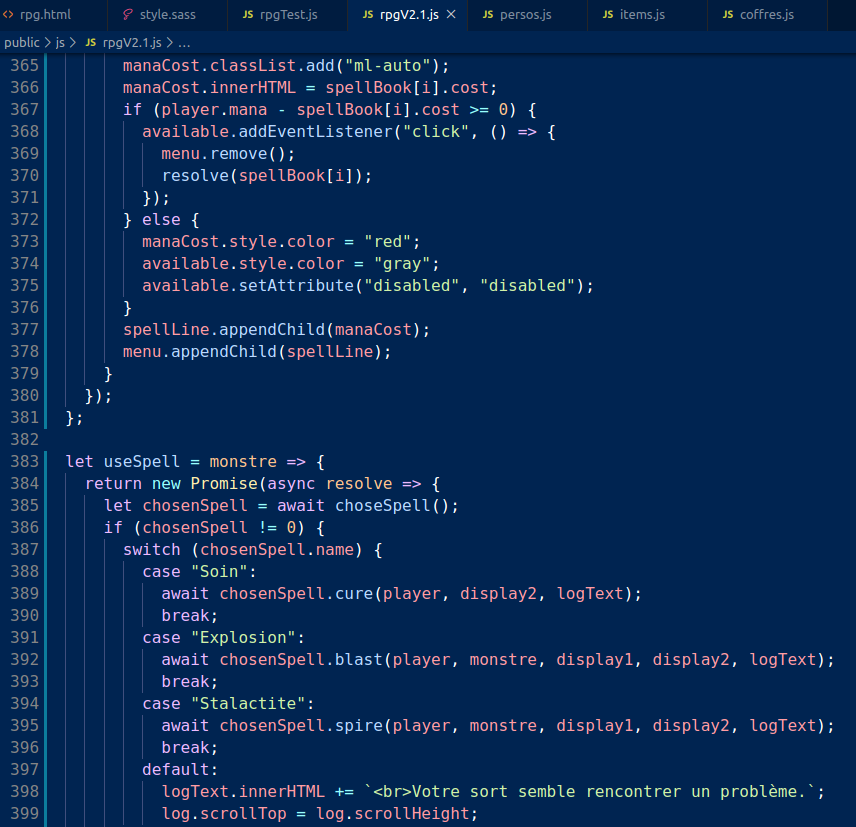 <> rpg.html style.sass JS rpgTest.js JS rpgV2.1.js × JS persos.js JS items.js JS coffres.js
public > js > JS rpgV2.1.js > ...
365 manaCost.classList.add("ml-auto");
366 manaCost.innerHTML = spellBook[i].cost;
367 if (player.mana - spellBook[i].cost >= 0) {
368 available.addEventListener("click", () => {
369 menu.remove();
370 resolve(spellBook[i]);
371 });
372 } else {
373 manaCost.style.color = "red";
374 available.style.color = "gray";
375 available.setAttribute("disabled", "disabled");
376 }
377 spellLine.appendChild(manaCost);
378 menu.appendChild(spellLine);
379 }
380 });
381 };
382
383 let useSpell = monstre => {
384 return new Promise(async resolve => {
385 let chosenSpell = await choseSpell();
386 if (chosenSpell != 0) {
387 switch (chosenSpell.name) {
388 case "Soin":
389 await chosenSpell.cure(player, display2, logText);
390 break;
391 case "Explosion":
392 await chosenSpell.blast(player, monstre, display1, display2, logText);
393 break;
394 case "Stalactite":
395 await chosenSpell.spire(player, monstre, display1, display2, logText);
396 break;
397 default:
398 logText.innerHTML += `<br>Votre sort semble rencontrer un problème.`;
399 log.scrollTop = log.scrollHeight;